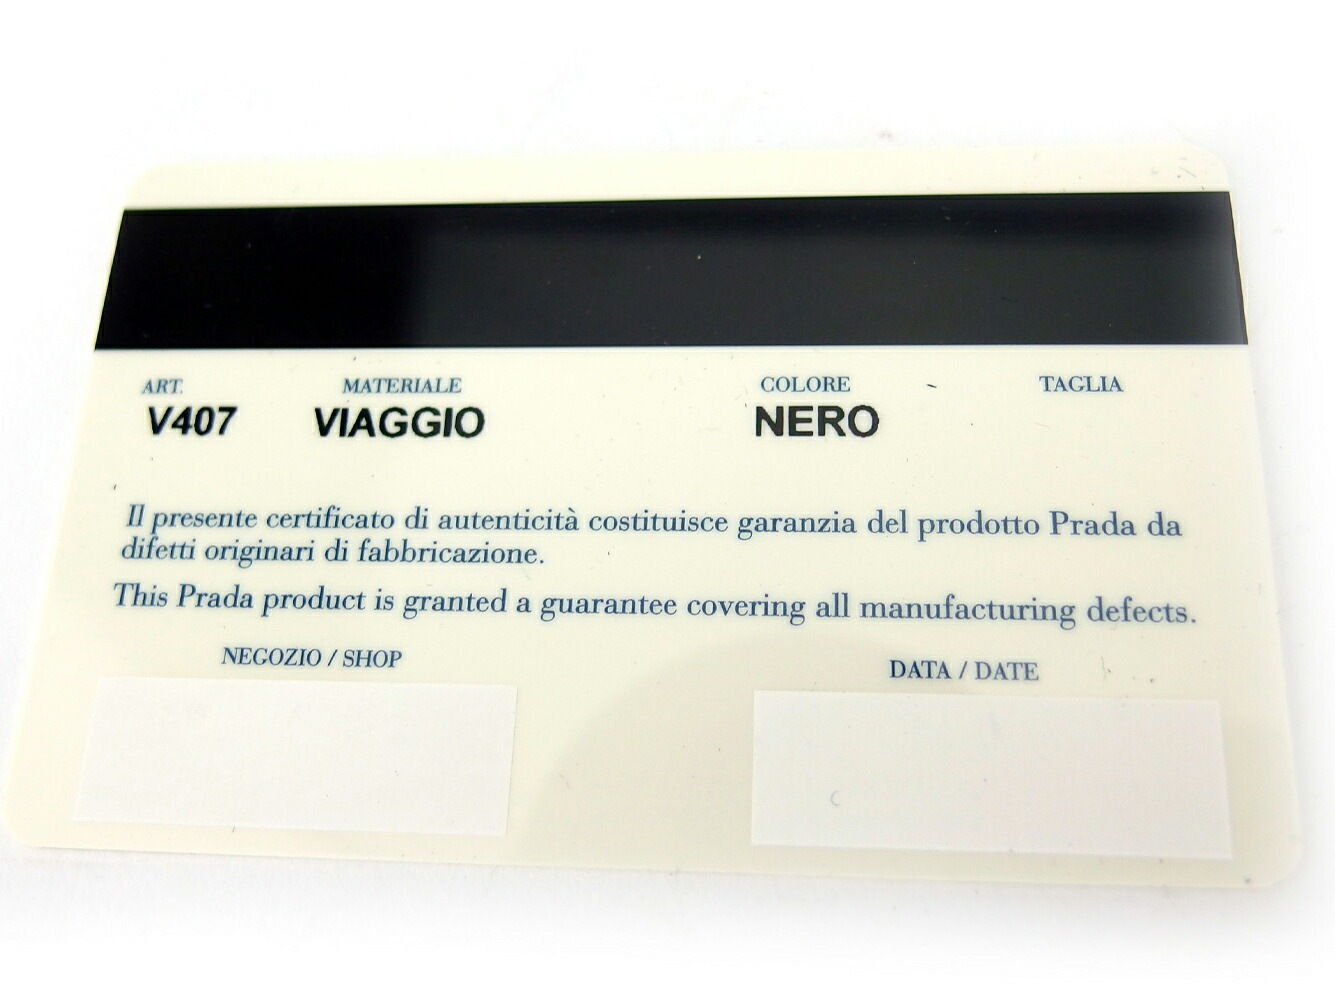 ART. MATERIALE COLORE TAGLIA
V407 VIAGGIO NERO
Il presente certificato di autenticità costituisce garanzia del prodotto Prada da
difetti originari di fabbricazione.
This Prada product is granted a guarantee covering all manufacturing defects.
NEGOZIO / SHOP DATA / DATE